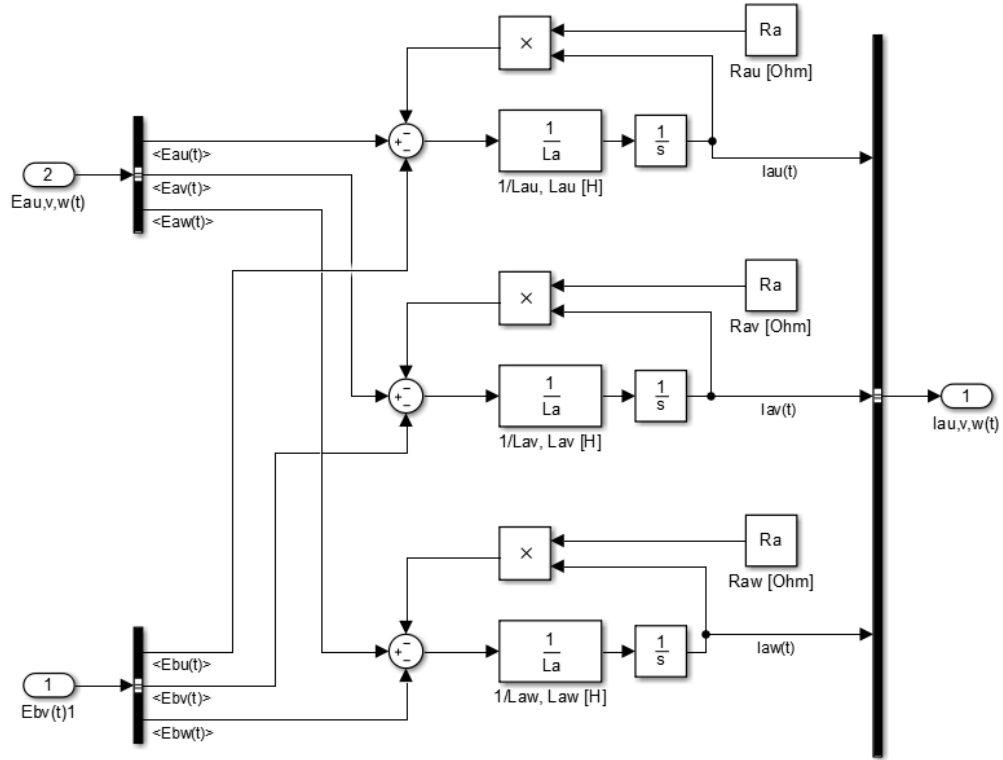 Ra
×
Rau [Ohm]
+
−
−
1
La
1
s
<Eau(t)>
2
Eau,v,w(t)
<Eav(t)>
<Eaw(t)>
1/Lau, Lau [H]
Iau(t)
Ra
×
Rav [Ohm]
+
−
−
1
La
1
s
1/Lav, Lav [H]
Iav(t)
1
Iau,v,w(t)
Ra
×
Raw [Ohm]
+
−
−
1
La
1
s
1/Law, Law [H]
Iaw(t)
<Ebu(t)>
1
Ebv(t)1
<Ebv(t)>
<Ebw(t)>